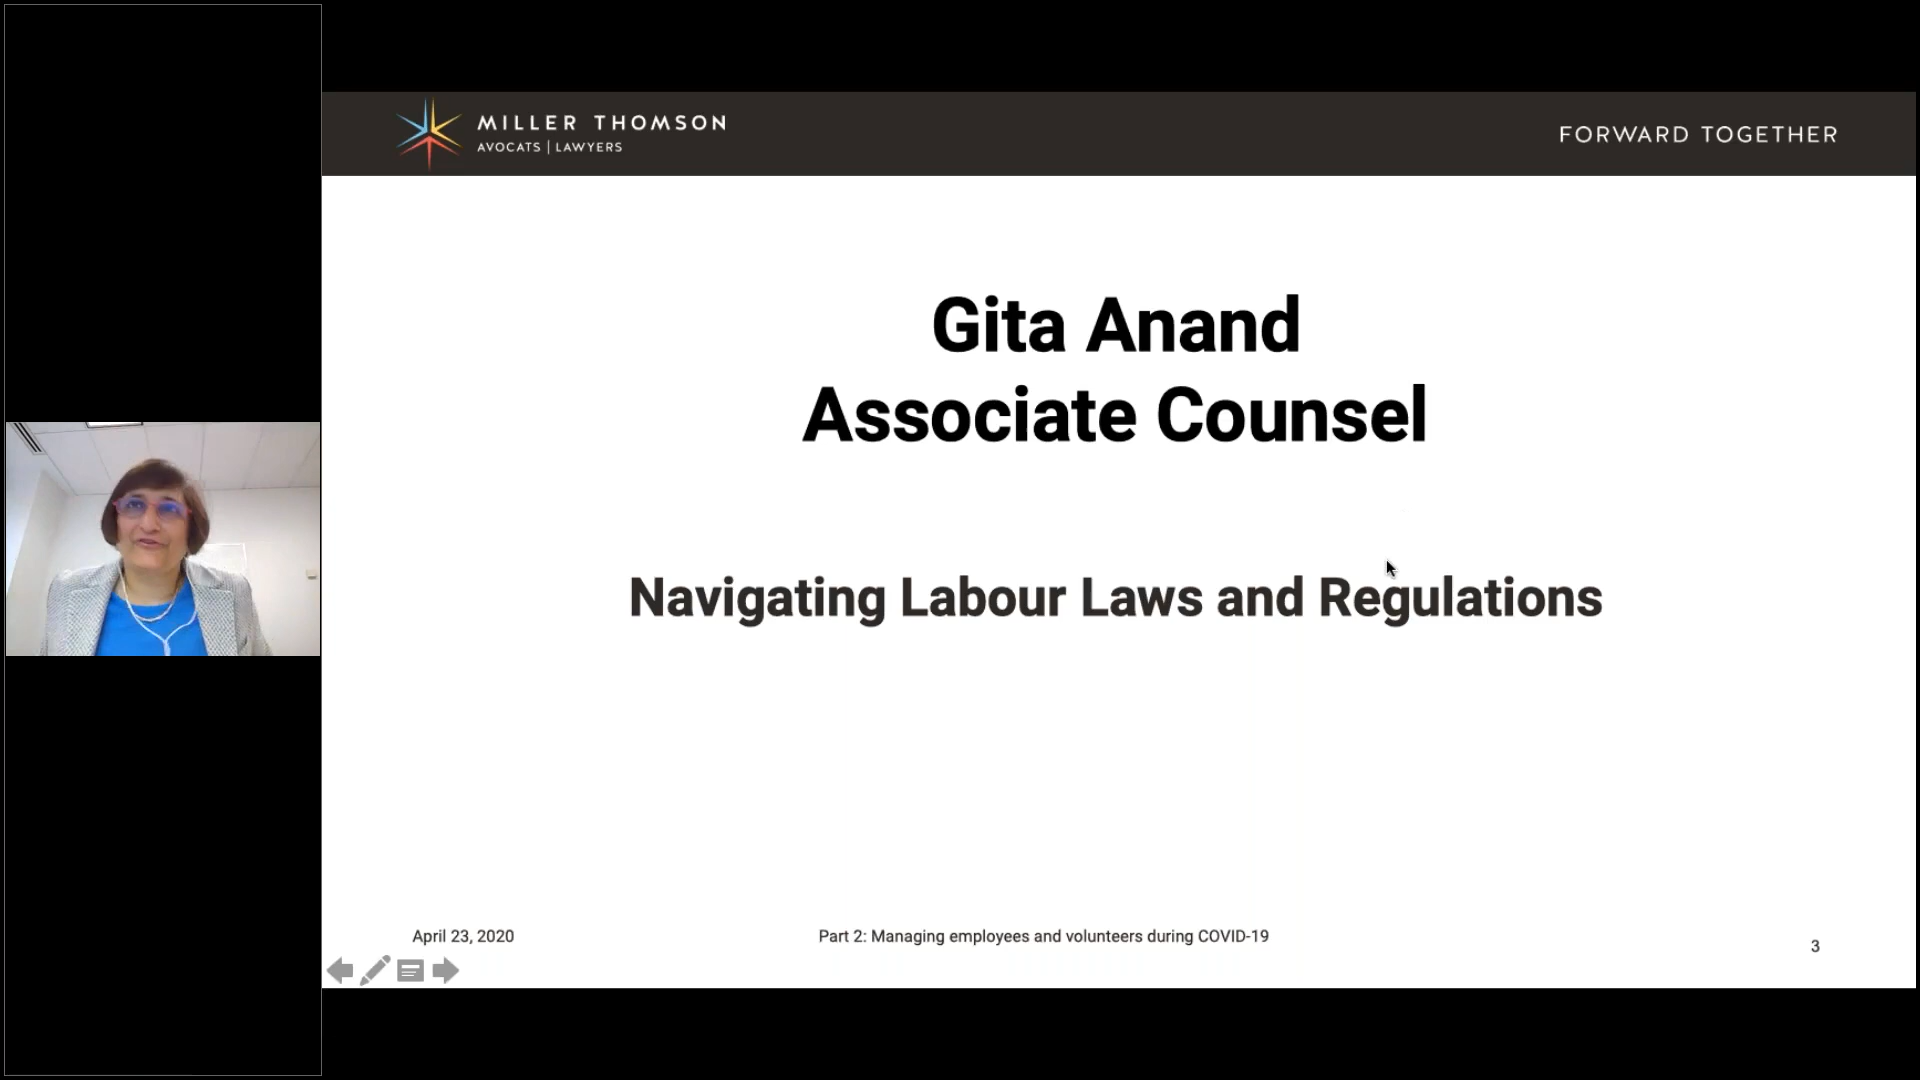 MILLER THOMSON
AVOCATS | LAWYERS
FORWARD TOGETHER
Gita Anand
Associate Counsel
Navigating Labour Laws and Regulations
April 23, 2020
Part 2: Managing employees and volunteers during COVID-19
3